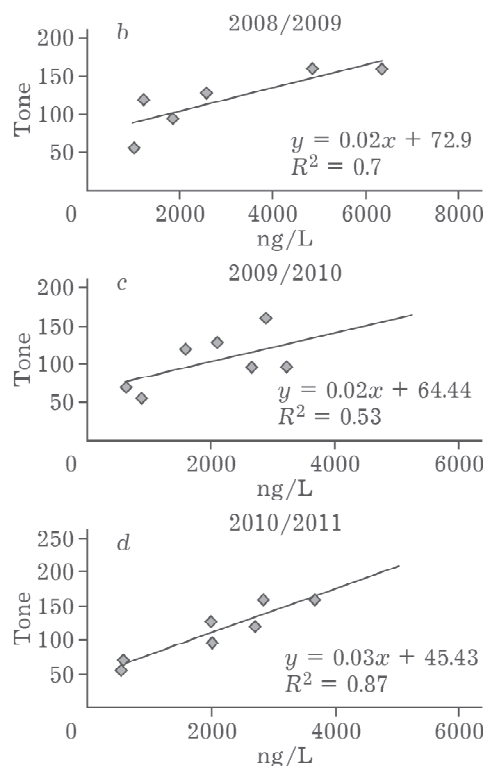 b 2008/2009
200
150
100
50
Tone
y = 0.02x + 72.9
R² = 0.7
0 2000 4000 6000 8000
ng/L
c 2009/2010
200
150
100
50
Tone
y = 0.02x + 64.44
R² = 0.53
0 2000 4000 6000
ng/L
d 2010/2011
250
200
150
100
50
Tone
y = 0.03x + 45.43
R² = 0.87
0 2000 4000 6000
ng/L